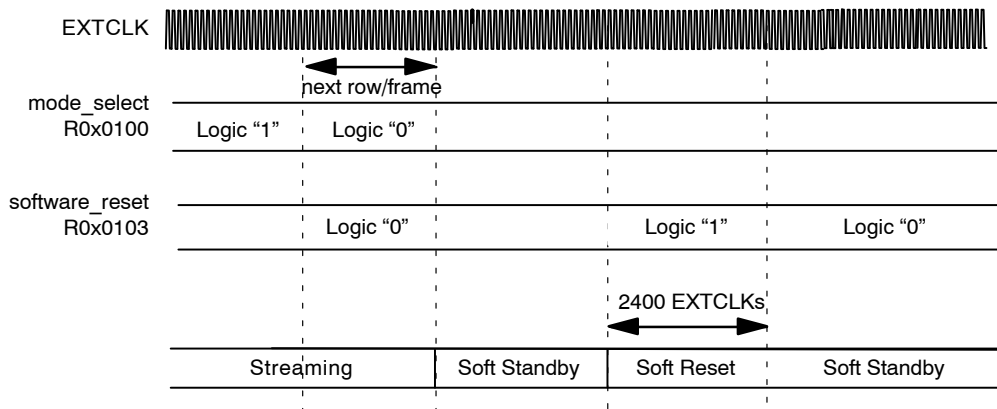 EXTCLK
next row/frame
mode_select
R0x0100
Logic “1”
Logic “0”
software_reset
R0x0103
Logic “0”
Logic “1”
Logic “0”
2400 EXTCLKs
Streaming
Soft Standby
Soft Reset
Soft Standby